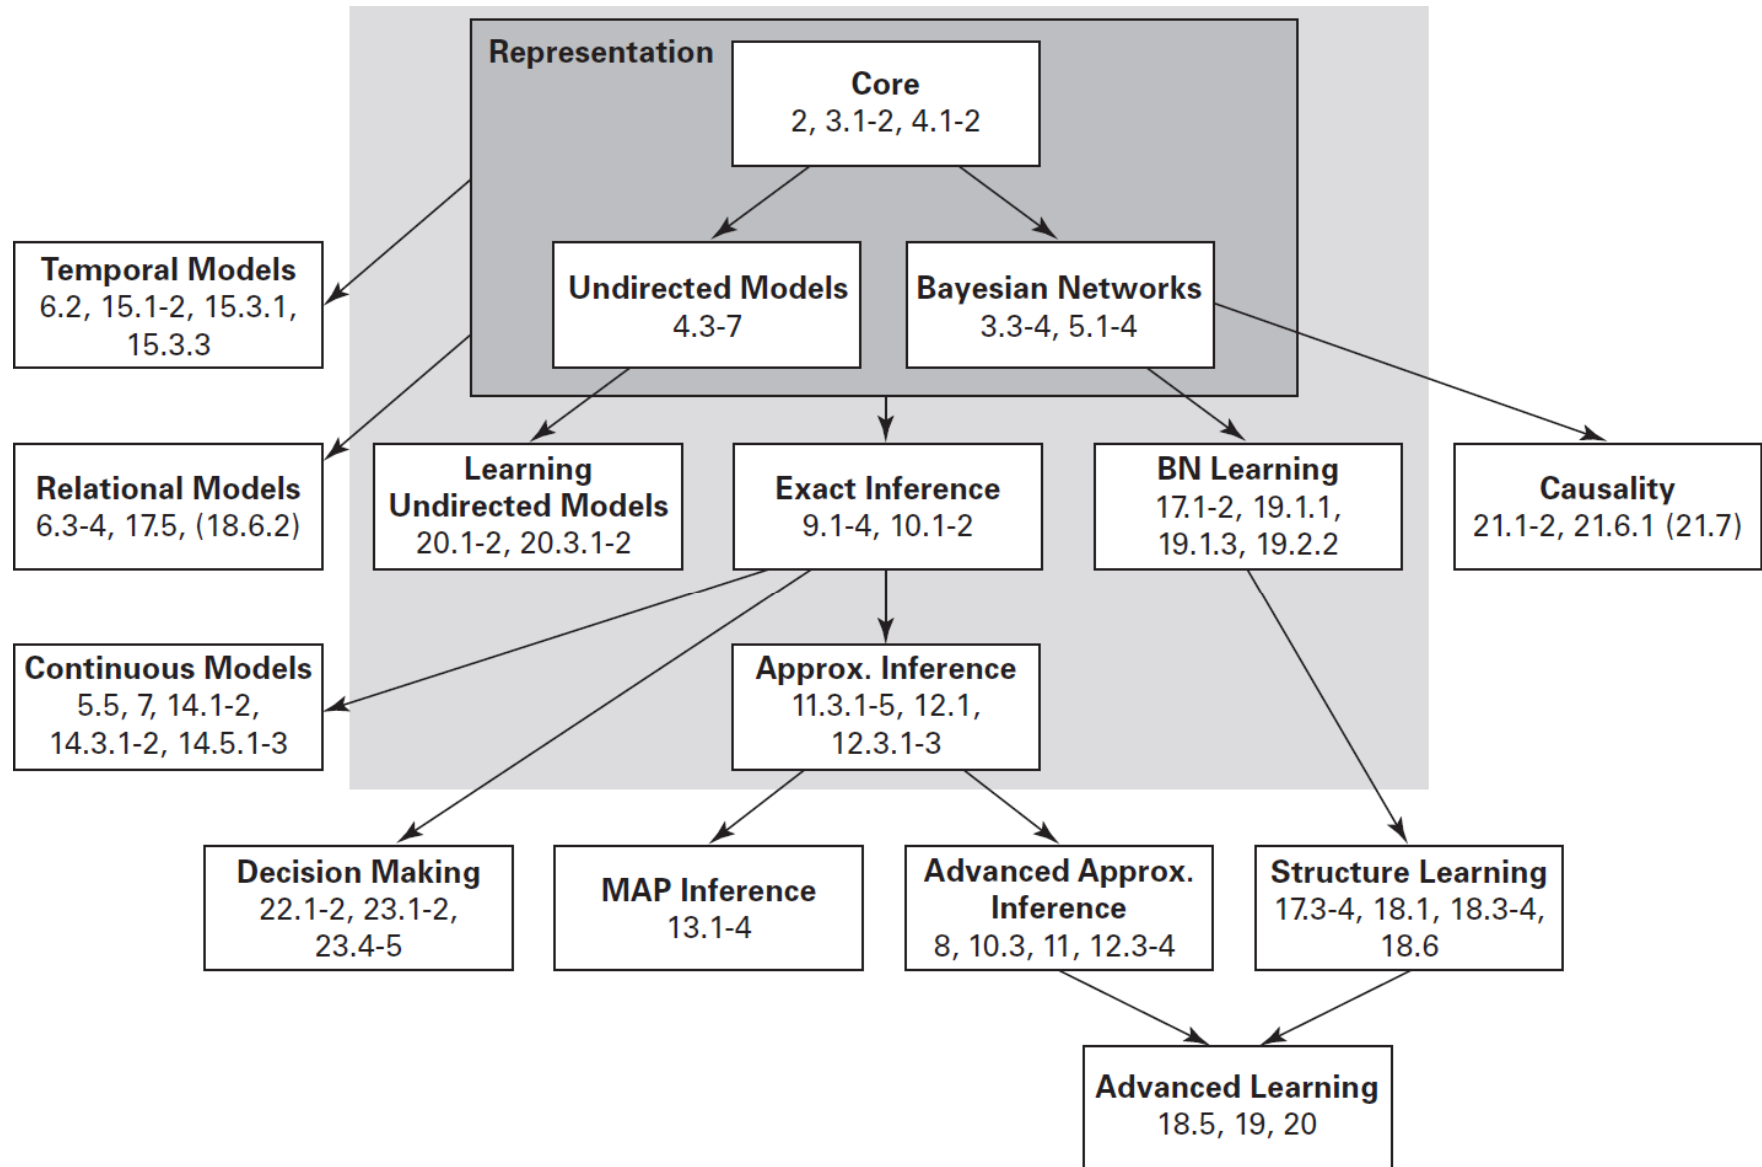 Representation
Core
2, 3.1-2, 4.1-2
Temporal Models
6.2, 15.1-2, 15.3.1,
15.3.3
Undirected Models
4.3-7
Bayesian Networks
3.3-4, 5.1-4
Relational Models
6.3-4, 17.5, (18.6.2)
Learning
Undirected Models
20.1-2, 20.3.1-2
Exact Inference
9.1-4, 10.1-2
BN Learning
17.1-2, 19.1.1,
19.1.3, 19.2.2
Causality
21.1-2, 21.6.1 (21.7)
Continuous Models
5.5, 7, 14.1-2,
14.3.1-2, 14.5.1-3
Approx. Inference
11.3.1-5, 12.1,
12.3.1-3
Decision Making
22.1-2, 23.1-2,
23.4-5
MAP Inference
13.1-4
Advanced Approx.
Inference
8, 10.3, 11, 12.3-4
Structure Learning
17.3-4, 18.1, 18.3-4,
18.6
Advanced Learning
18.5, 19, 20